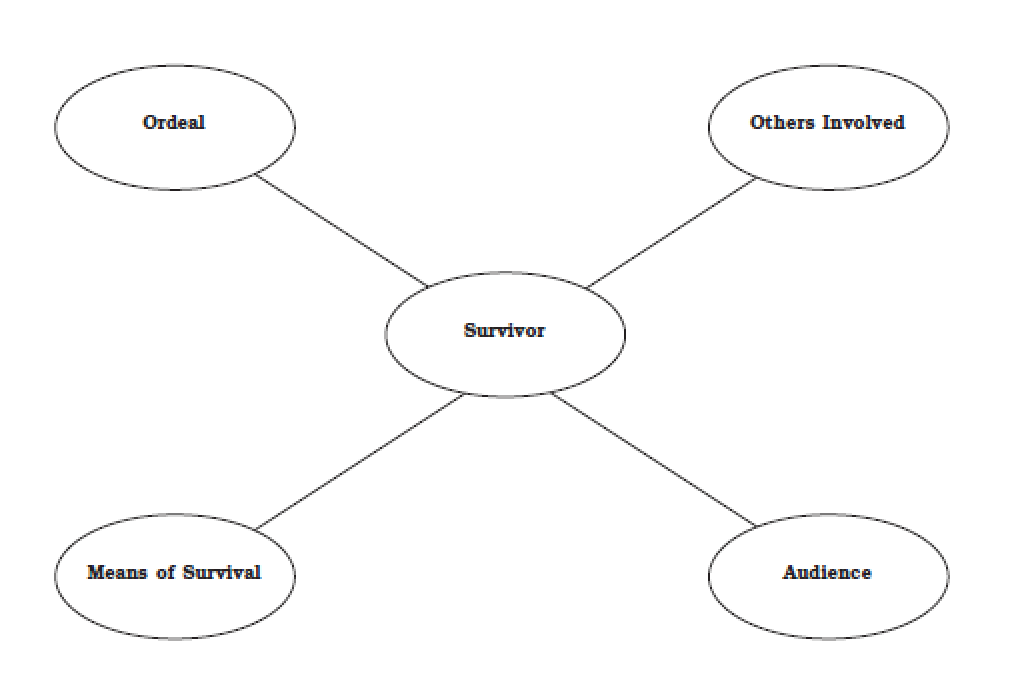 Ordeal
Others Involved
Survivor
Means of Survival
Audience